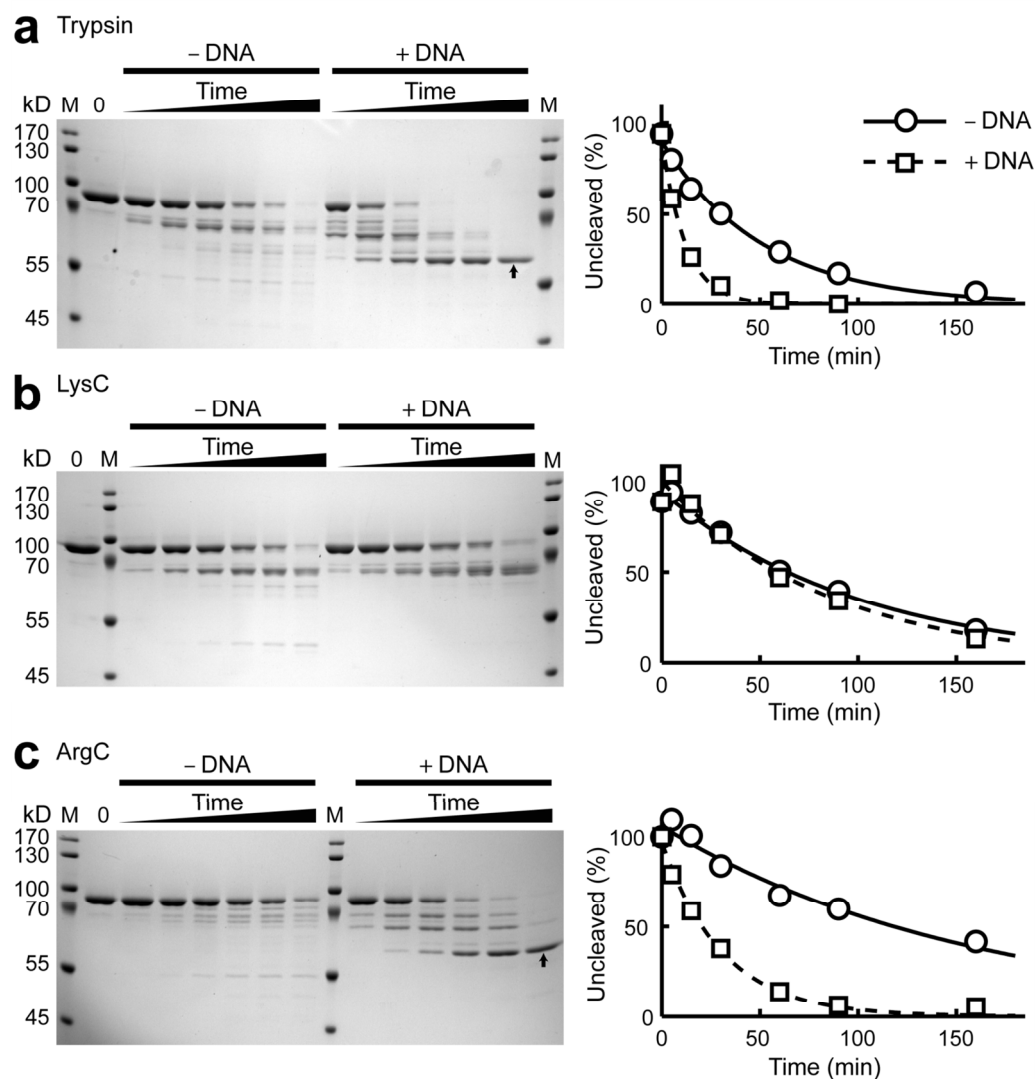 a Trypsin
– DNA + DNA
Time Time
kD M 0 M
170
130
100
70
55
45
Uncleaved (%)
100
50
0
0 50 100 150
Time (min)
– DNA
+ DNA
b LysC
– DNA + DNA
Time Time
kD 0 M M
170
130
100
70
55
45
Uncleaved (%)
100
50
0
0 50 100 150
Time (min)
c ArgC
– DNA + DNA
Time Time
kD M 0 M
170
130
100
70
55
45
Uncleaved (%)
100
50
0
0 50 100 150
Time (min)